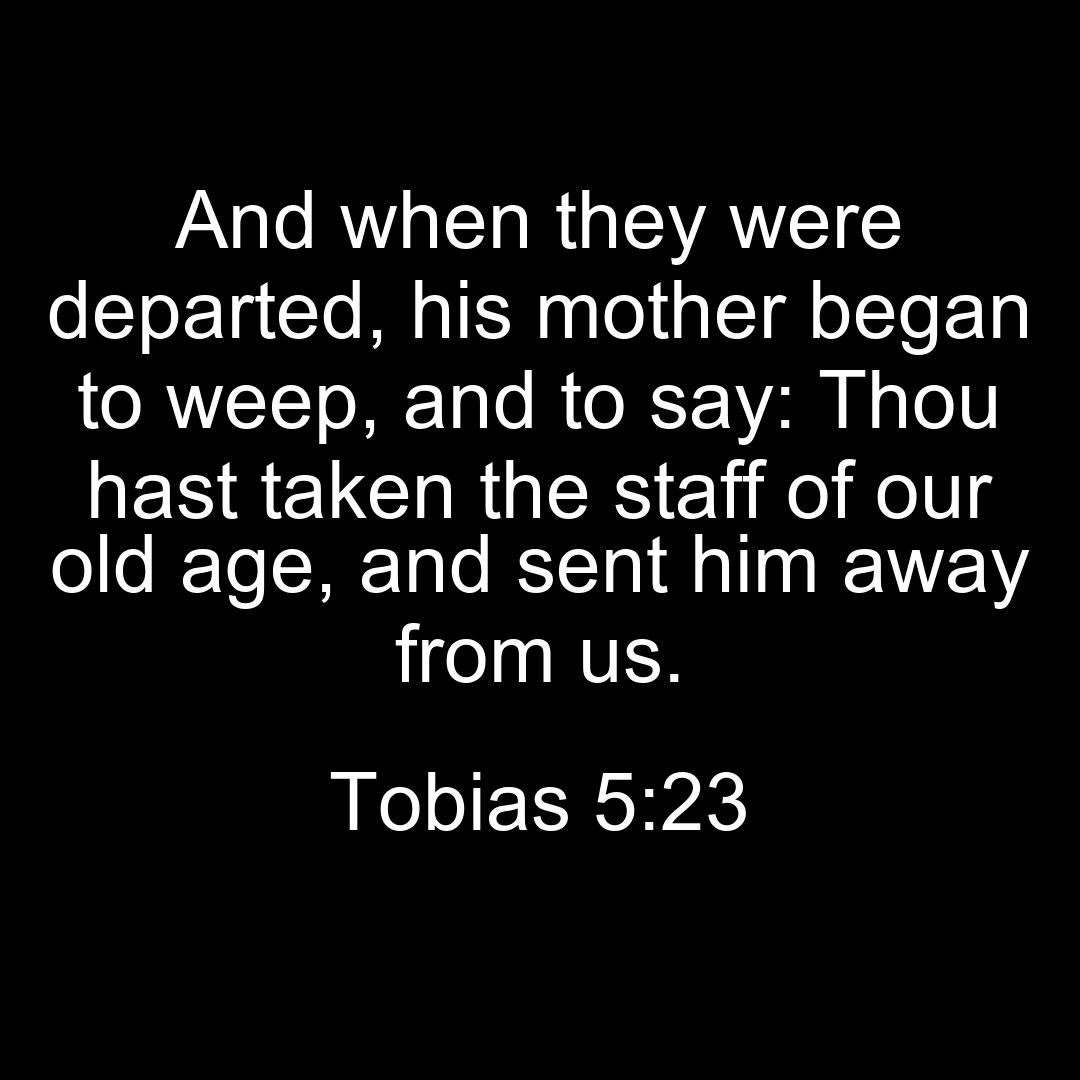 And when they were
departed, his mother began
to weep, and to say: Thou
hast taken the staff of our
old age, and sent him away
from us.
Tobias 5:23